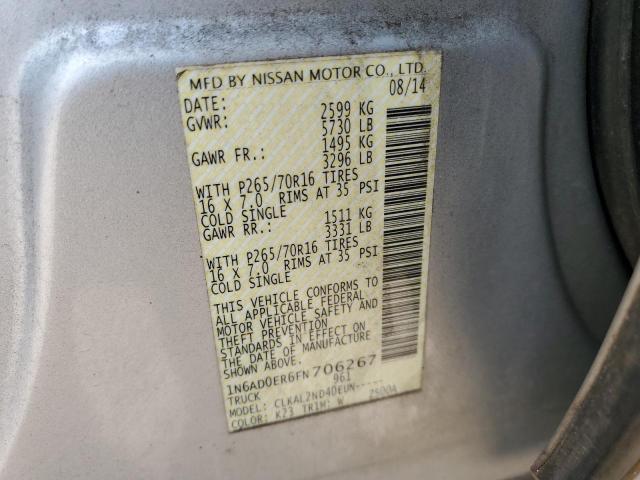 MFD BY NISSAN MOTOR CO., LTD.
DATE: 08/14
GVWR: 2599 KG
5730 LB
GAWR FR.: 1495 KG
3296 LB
WITH P265/70R16 TIRES
16 X 7.0 RIMS AT 35 PSI
COLD SINGLE
GAWR RR.: 1511 KG
3331 LB
WITH P265/70R16 TIRES
16 X 7.0 RIMS AT 35 PSI
COLD SINGLE
THIS VEHICLE CONFORMS TO
ALL APPLICABLE FEDERAL
MOTOR VEHICLE SAFETY AND
THEFT PREVENTION
STANDARDS IN EFFECT ON
DATE OF MANUFACTURE
SHOWN ABOVE.
1N6AD0ER6FN706267
TRUCK 961
MODEL: CLKAL2ND40EUN-----
COLOR: K23 TRIM: W 2500A